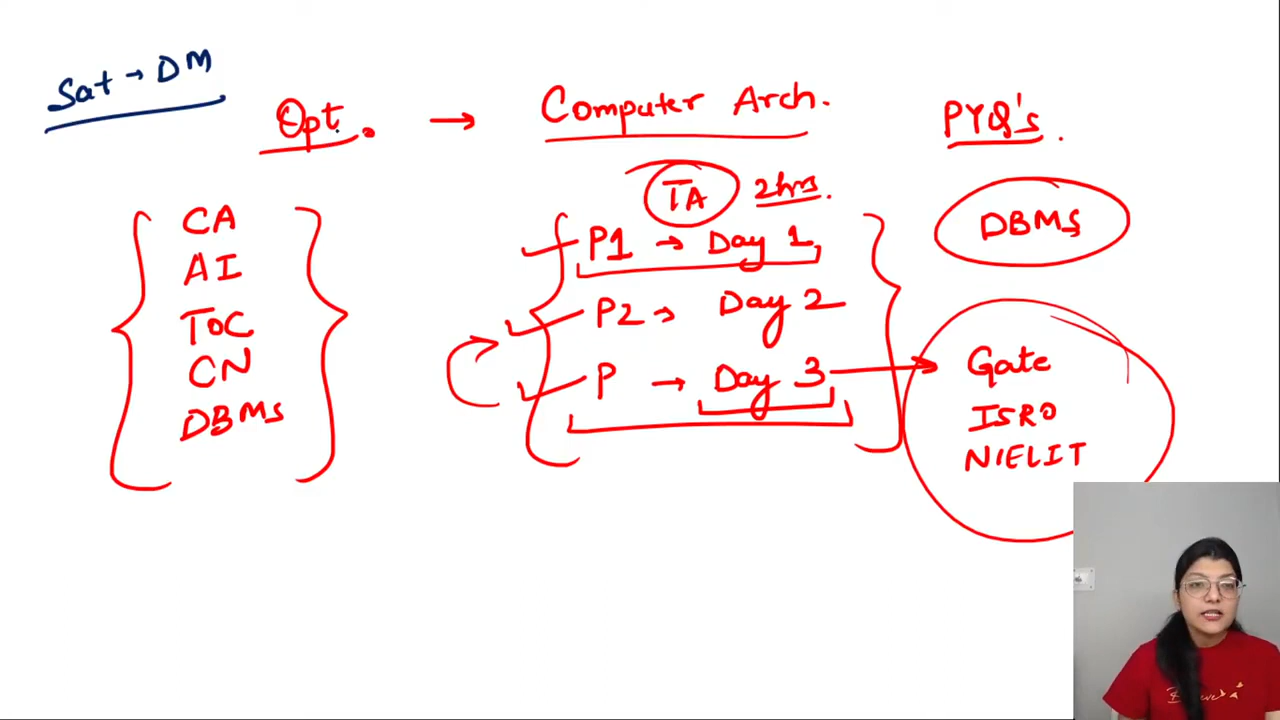 Sat → DM
Opt. → Computer Arch.
PYQ's.
TA 2hrs.
CA
AI
TOC
CN
DBMS
P1 → Day 1
P2 → Day 2
P → Day 3
DBMS
Gate
ISRO
NIELIT
Believe